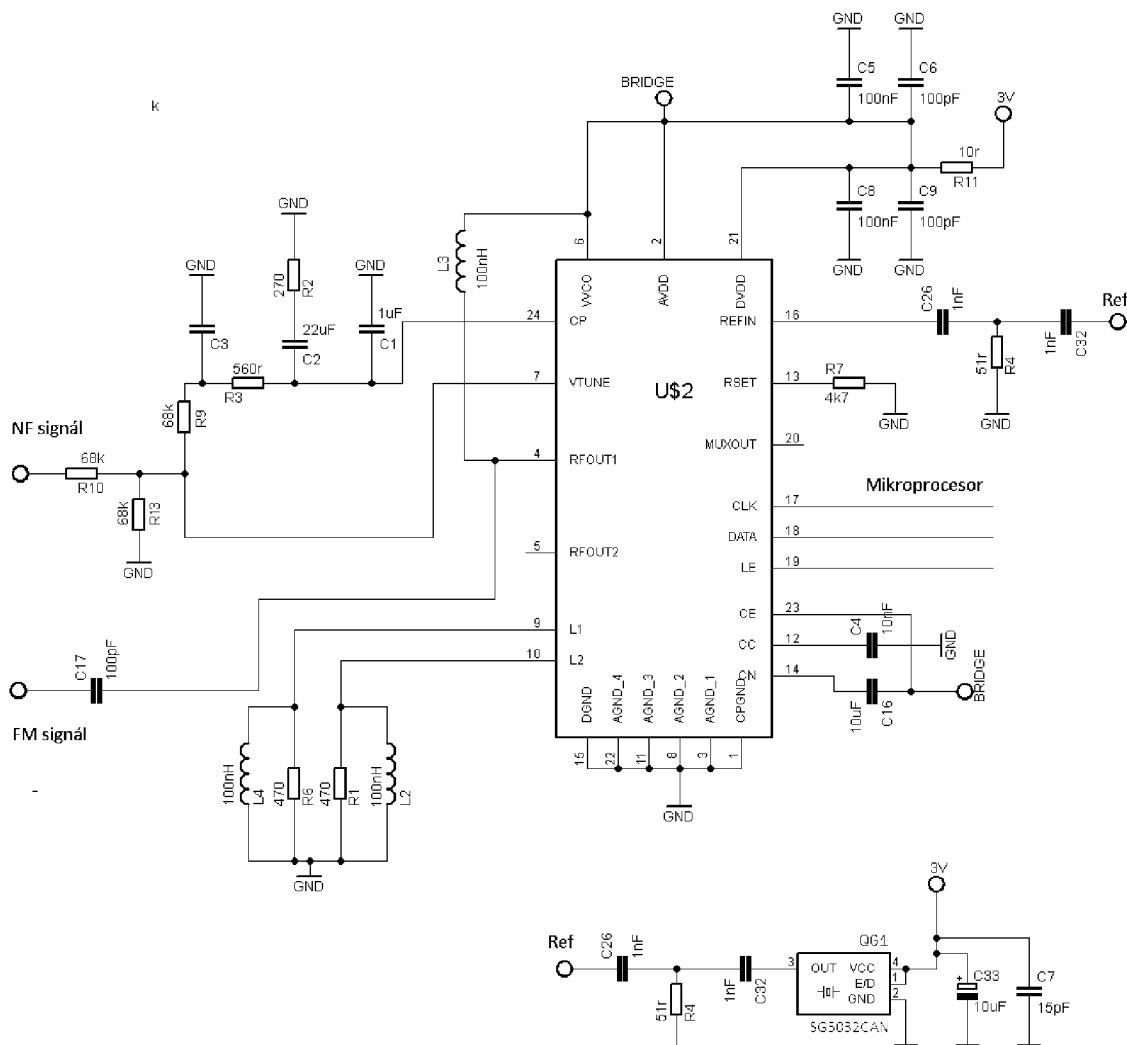 GND GND
C5 C6
100nF 100pF
BRIDGE
3V
k
10r
R11
C8 C9
100nF 100pF
GND GND
GND
GND GND
270 R2
L3 100nH
6 2 21
VVCO AVDD DVDD
C3
22uF
C2
1uF
C1
24 CP
REFIN 16
C26 1nF
1nF C32
Ref
51r R4
GND
560r
R3
7 VTUNE
U$2
RSET 13
R7
4k7
GND
68k R9
NF signál
68k
R10
68k R13
GND
4 RFOUT1
MUXOUT 20
Mikroprocesor
CLK 17
DATA 18
5 RFOUT2
LE 19
CE 23
C4 10nF
GND
9 L1
CC 12
10 L2
CN 14
10uF C16
BRIDGE
C17 100pF
FM signál
-
DGND AGND_4 AGND_3 AGND_2 AGND_1 CPGND
15 22 11 8 3 1
GND
100nH L4
470 R6
470 R1
100nH L2
GND
3V
Ref
C26 1nF
51r R4
1nF C32
QG1
3 OUT VCC 4
E/D 1
GND 2
SG5032CAN
+
C33
10uF
C7
15pF